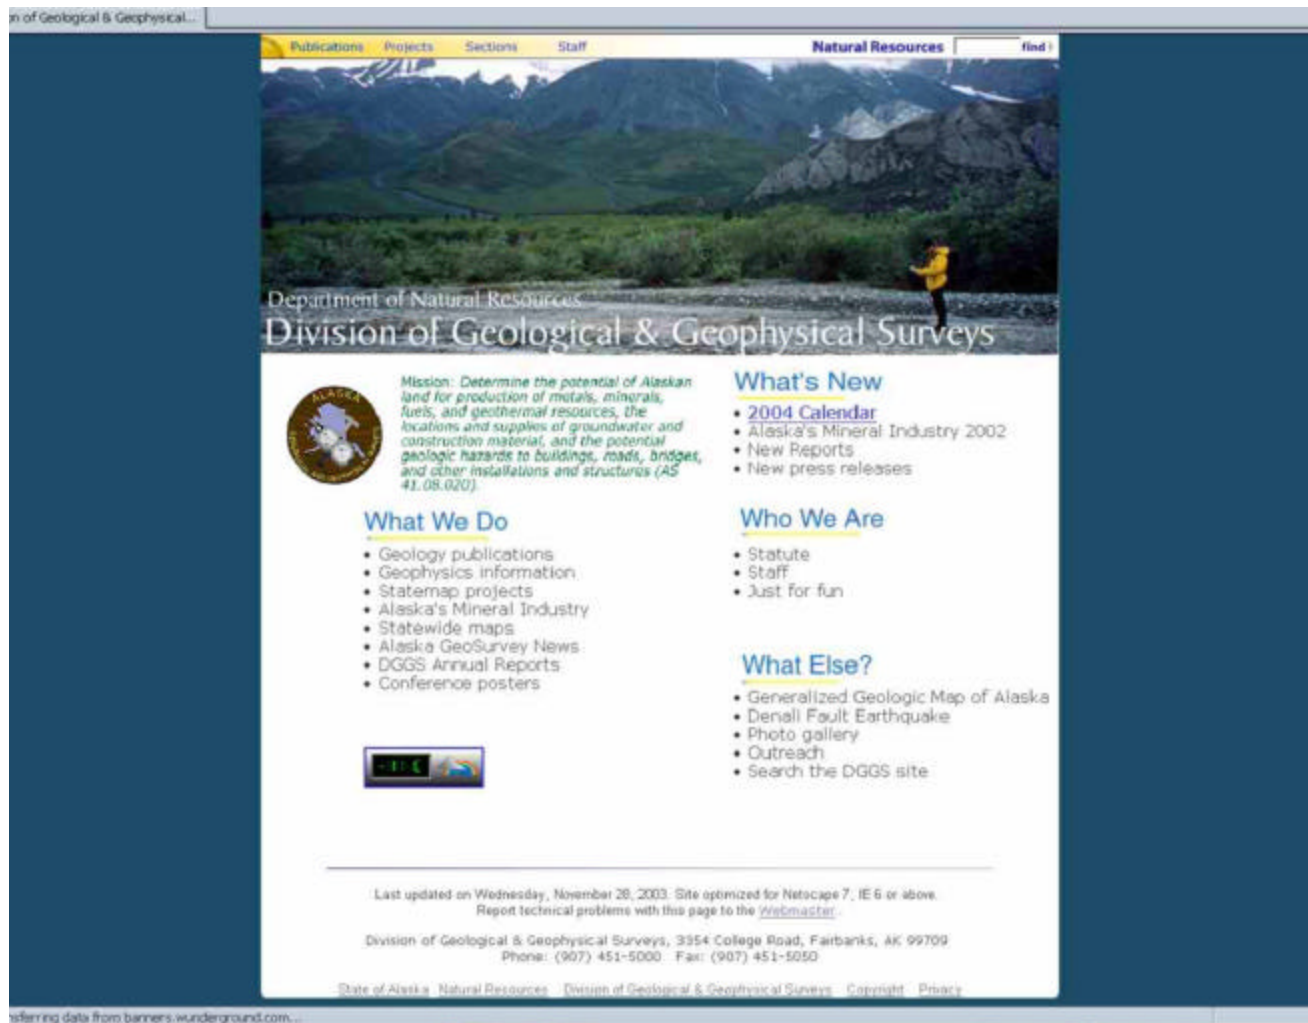 n of Geological & Geophysical...
Publications Projects Sections Staff Natural Resources find
Department of Natural Resources
Division of Geological & Geophysical Surveys
ALASKA
Mission: Determine the potential of Alaskan
land for production of metals, minerals,
fuels, and geothermal resources, the
locations and supplies of groundwater and
construction material, and the potential
geologic hazards to buildings, roads, bridges,
and other installations and structures (AS
41.08.020).
What's New
• 2004 Calendar
• Alaska's Mineral Industry 2002
• New Reports
• New press releases
What We Do
• Geology publications
• Geophysics information
• Statemap projects
• Alaska's Mineral Industry
• Statewide maps
• Alaska GeoSurvey News
• DGGS Annual Reports
• Conference posters
Who We Are
• Statute
• Staff
• Just for fun
What Else?
• Generalized Geologic Map of Alaska
• Denali Fault Earthquake
• Photo gallery
• Outreach
• Search the DGGS site
Last updated on Wednesday, November 28, 2003. Site optimized for Netscape 7, IE 6 or above.
Report technical problems with this page to the Webmaster.
Division of Geological & Geophysical Surveys, 3354 College Road, Fairbanks, AK 99709
Phone: (907) 451-5000 Fax: (907) 451-5050
State of Alaska Natural Resources Division of Geological & Geophysical Surveys Copyright Privacy
nsferring data from banners.wunderground.com...